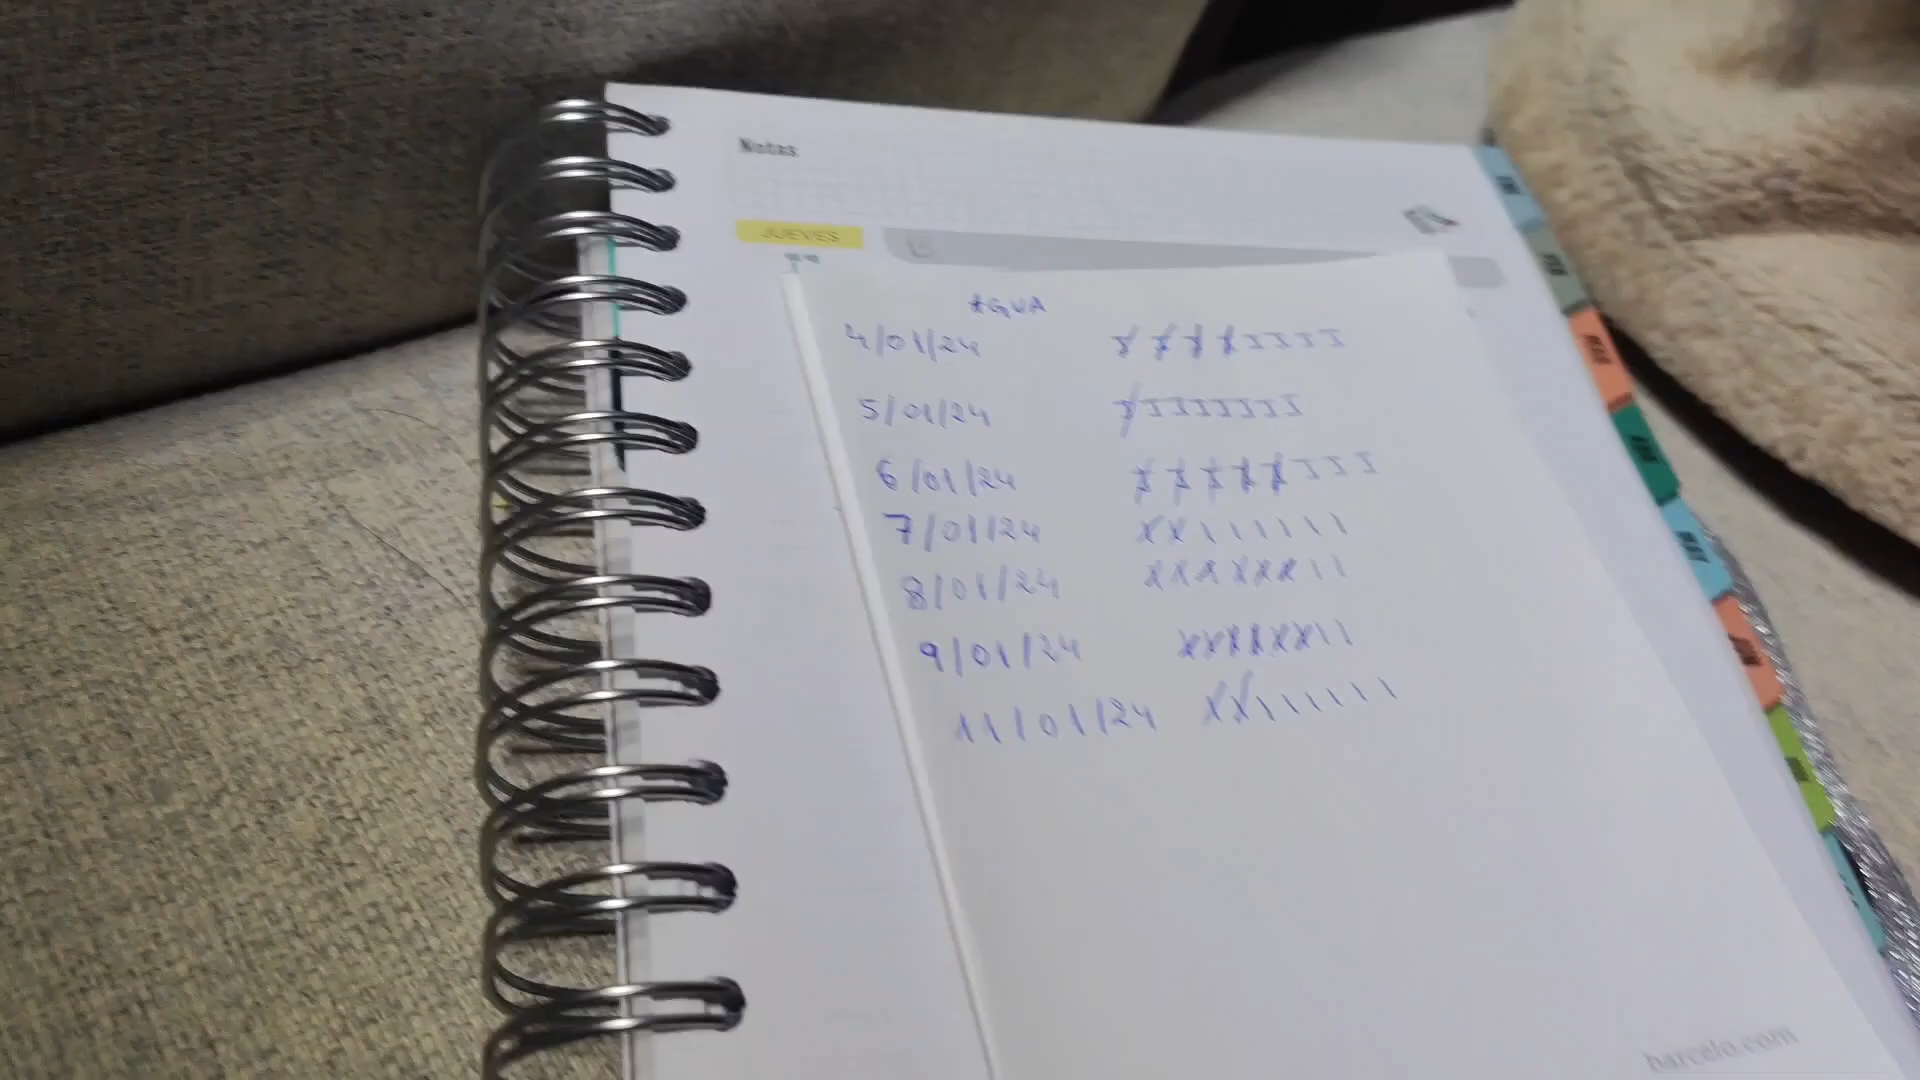 Notas
JUEVES
AGUA
4/01/24 XXXXIIII
5/01/24 XIIIIIII
6/01/24 XXXXXIII
7/01/24 XXIIIIII
8/01/24 XXXXXXII
9/01/24 XXXXXXII
11/01/24 XXIIIIII
barcelo.com